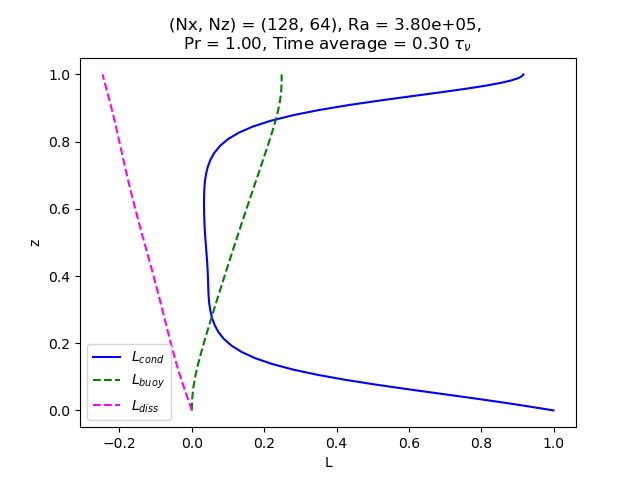 (Nx, Nz) = (128, 64), Ra = 3.80e+05,
Pr = 1.00, Time average = 0.30 τ_ν
1.0
0.8
0.6
0.4
0.2
0.0
z
L_cond
L_buoy
L_diss
−0.2 0.0 0.2 0.4 0.6 0.8 1.0
L